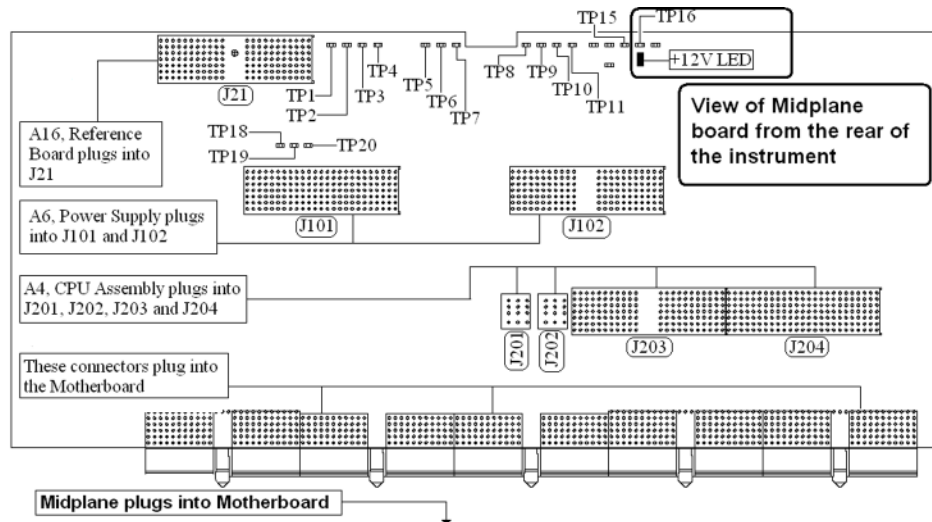 TP15
TP16
+12V LED
J21
TP1
TP2
TP3
TP4
TP5
TP6
TP7
TP8
TP9
TP10
TP11
View of Midplane
board from the rear of
the instrument
A16, Reference
Board plugs into
J21
TP18
TP19
TP20
A6, Power Supply plugs
into J101 and J102
J101
J102
A4, CPU Assembly plugs into
J201, J202, J203 and J204
J201
J202
J203
J204
These connectors plug into
the Motherboard
Midplane plugs into Motherboard